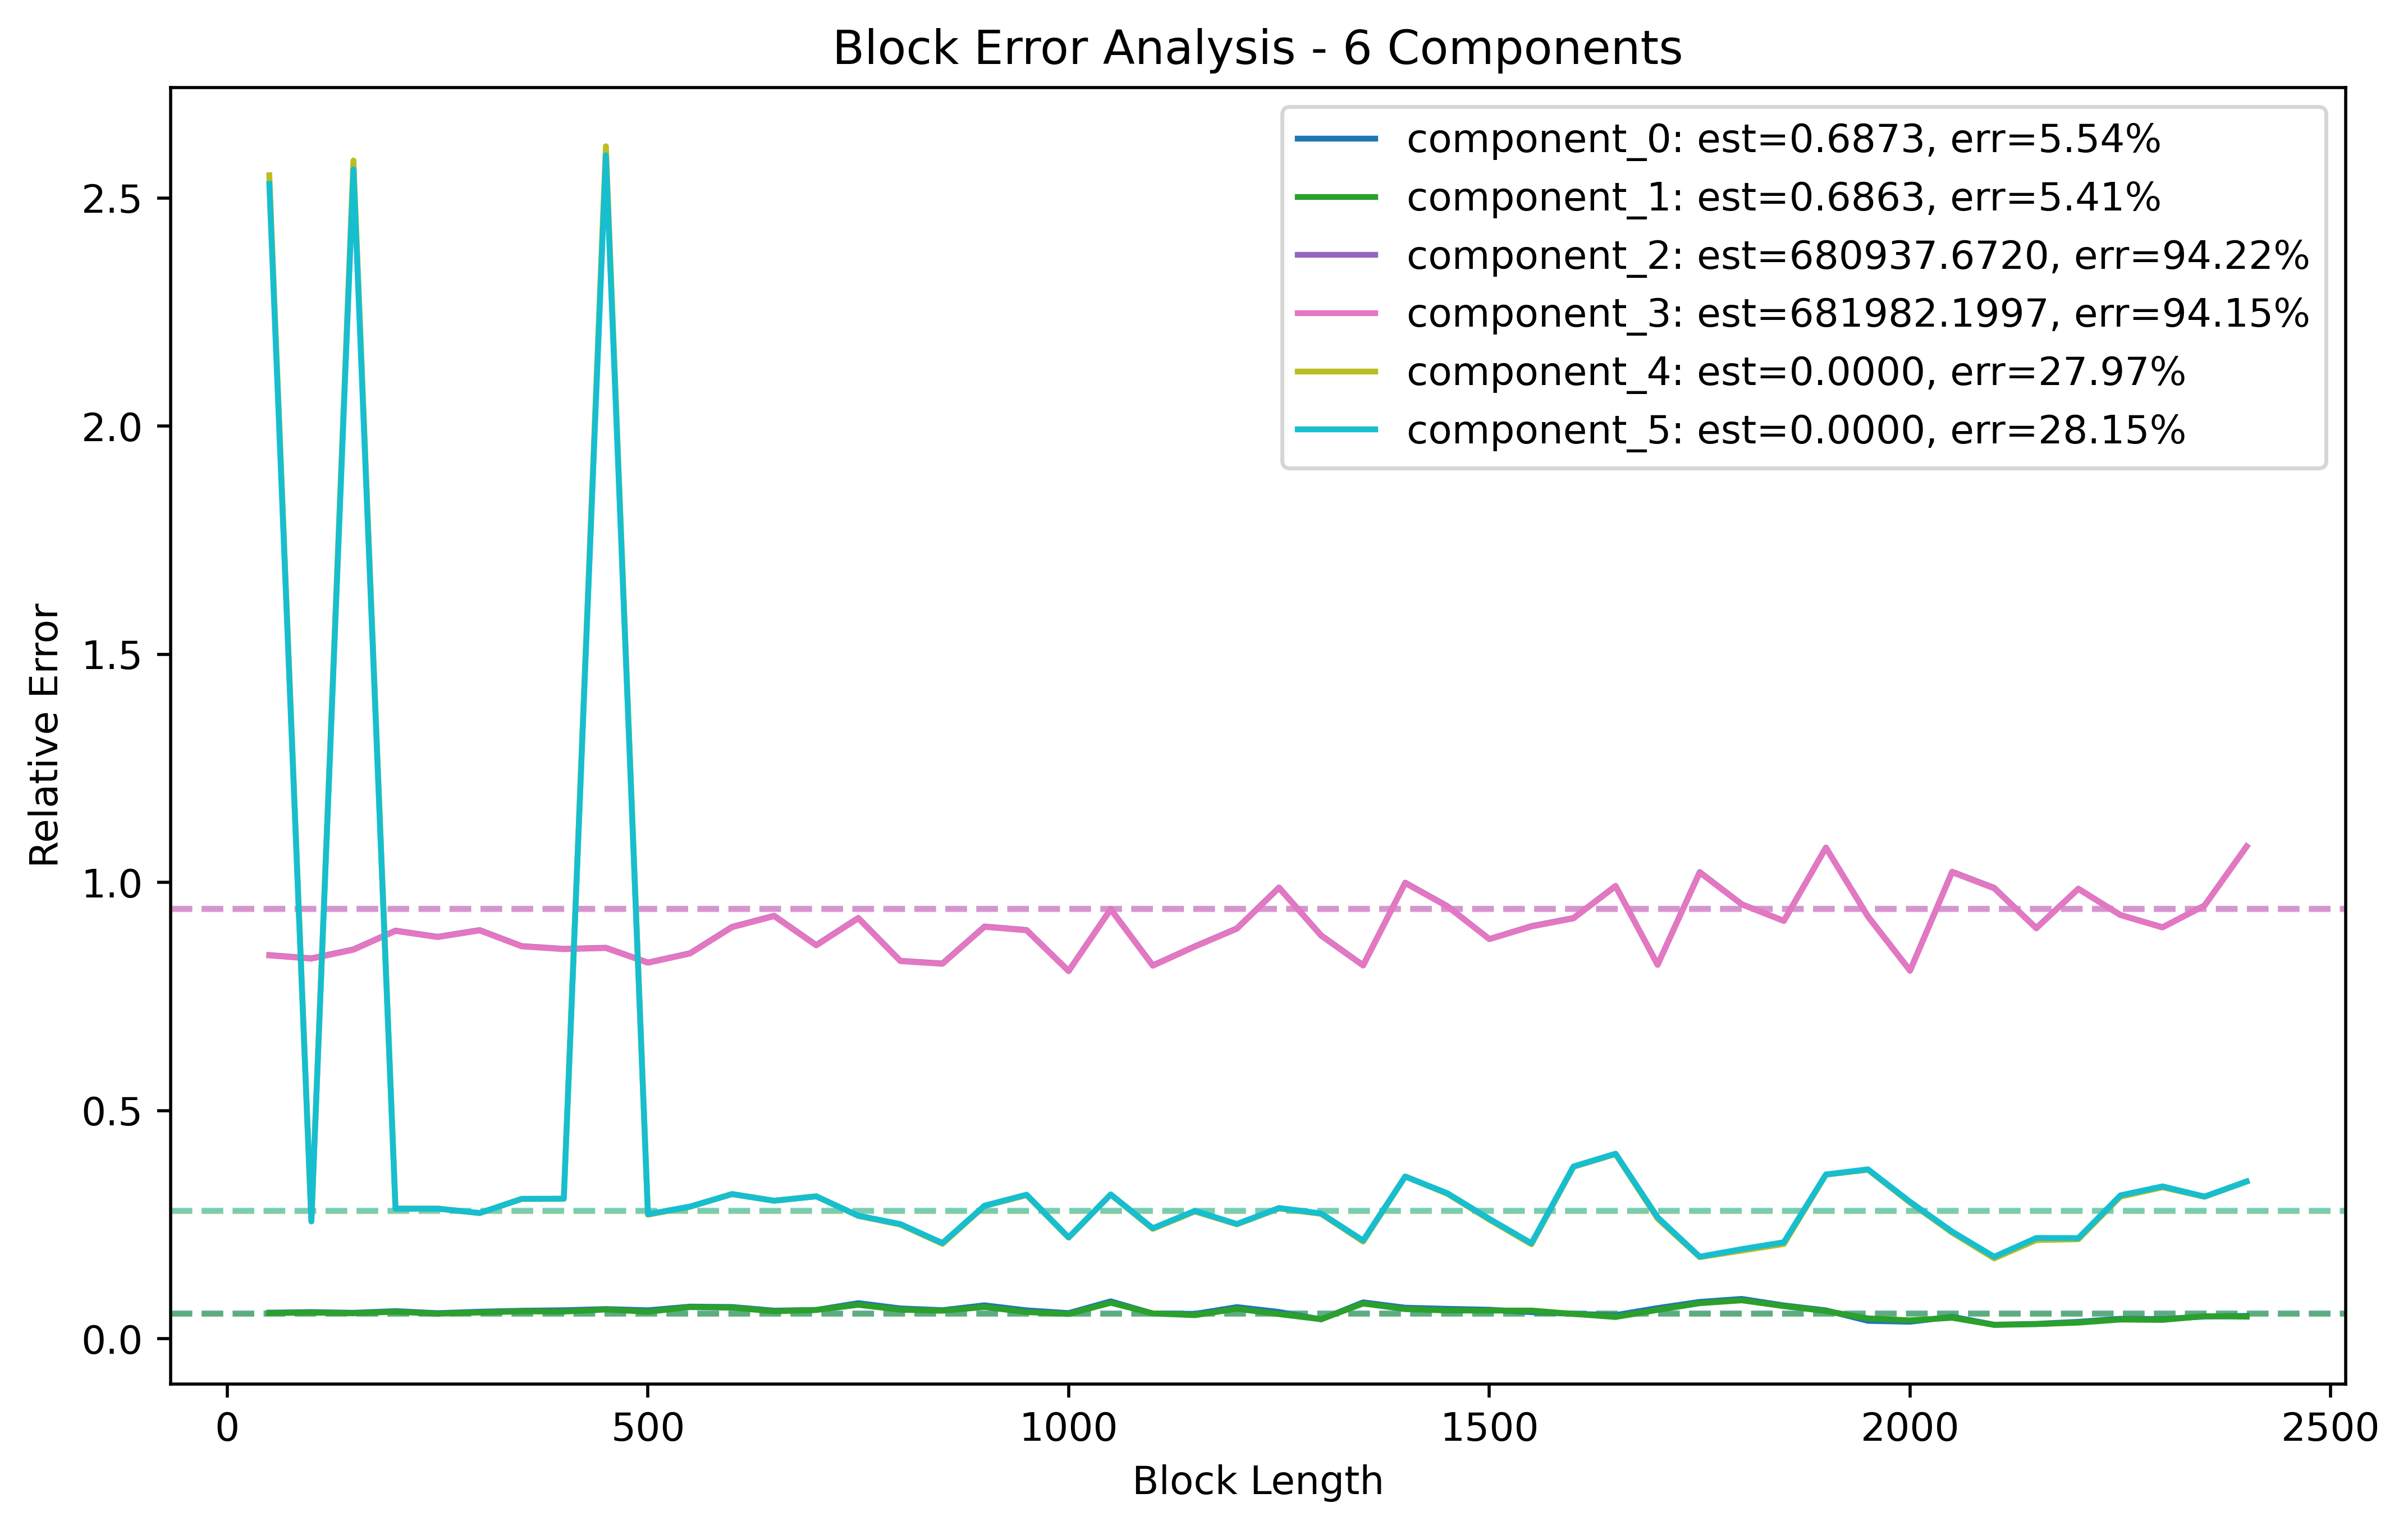 Block Error Analysis - 6 Components
component_0: est=0.6873, err=5.54%
component_1: est=0.6863, err=5.41%
component_2: est=680937.6720, err=94.22%
component_3: est=681982.1997, err=94.15%
component_4: est=0.0000, err=27.97%
component_5: est=0.0000, err=28.15%
2.5
2.0
1.5
1.0
0.5
0.0
Relative Error
0 500 1000 1500 2000 2500
Block Length